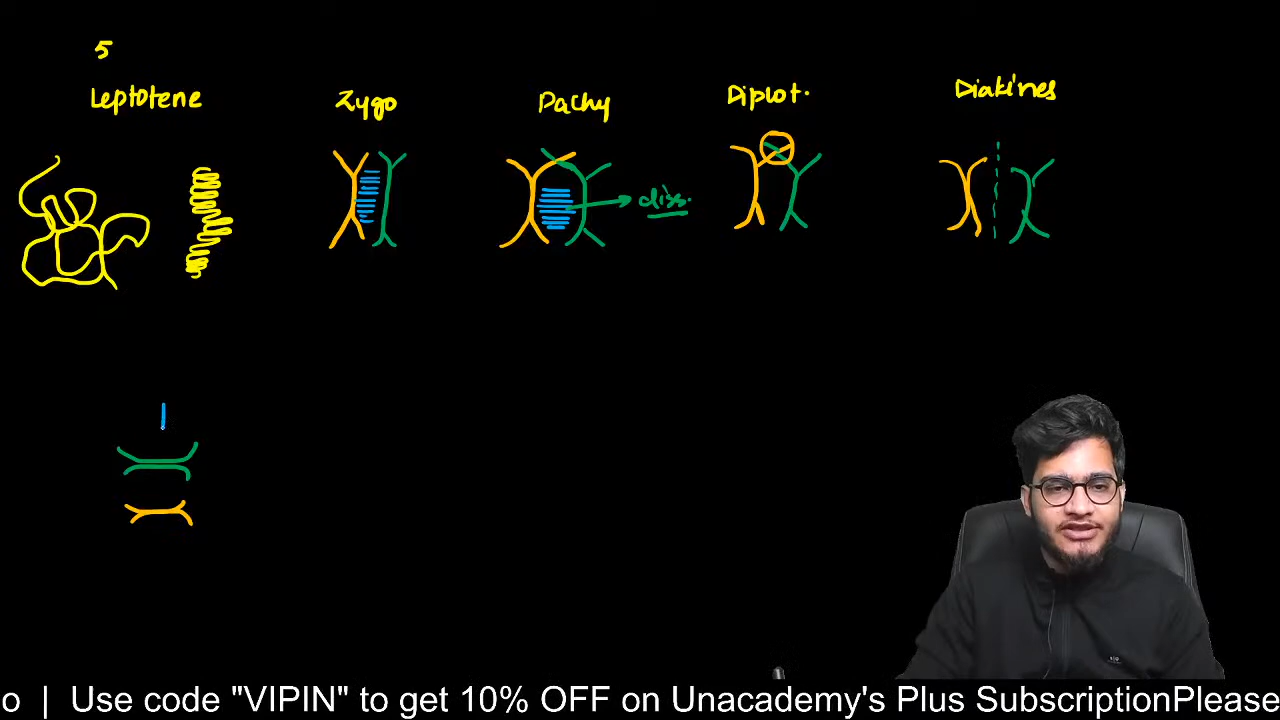 5
Leptotene
Zygo
Pachy
Diplot.
Diakines
diss.
o | Use code "VIPIN" to get 10% OFF on Unacademy's Plus SubscriptionPlease